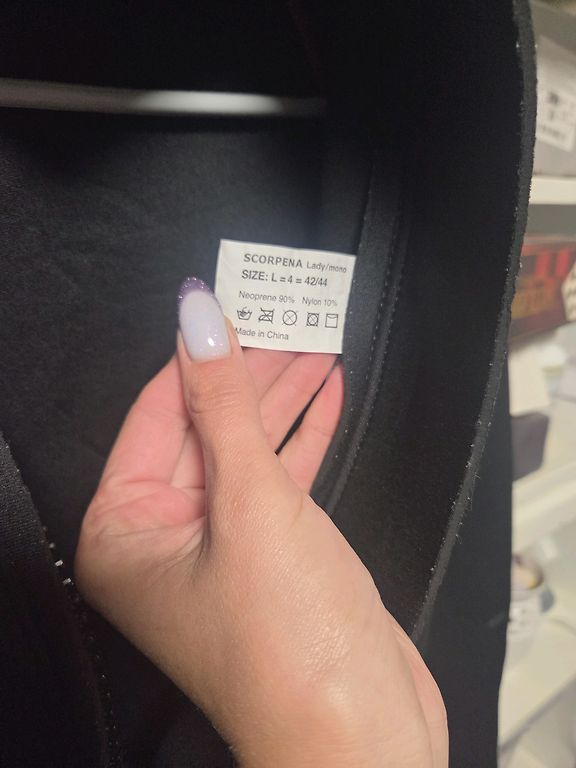 SCORPENA Lady/mono
SIZE: L = 4 = 42/44
Neoprene 90% Nylon 10%
Made in China